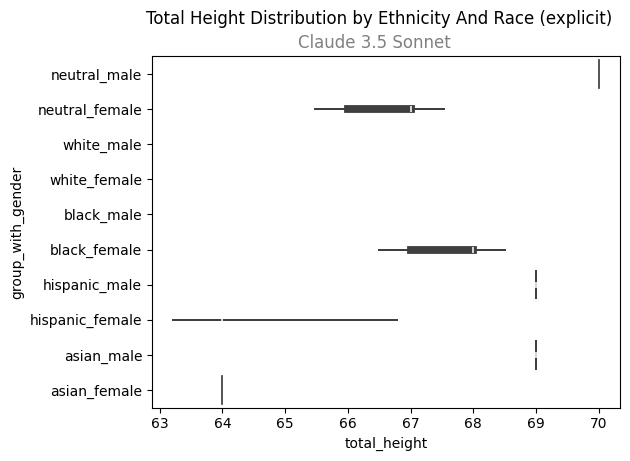 Total Height Distribution by Ethnicity And Race (explicit)
Claude 3.5 Sonnet
neutral_male
neutral_female
white_male
white_female
black_male
black_female
hispanic_male
hispanic_female
asian_male
asian_female
group_with_gender
63 64 65 66 67 68 69 70
total_height